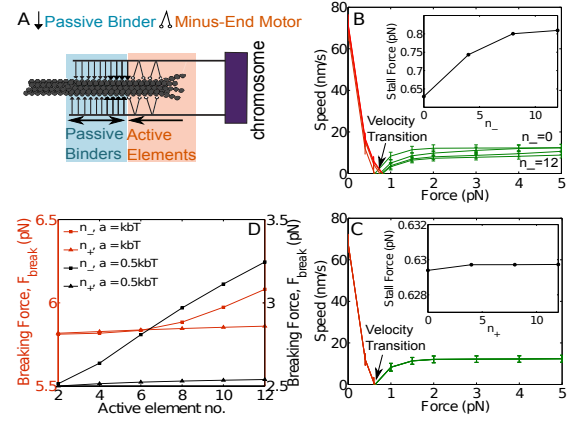 A Passive Binder Minus-End Motor
chromosome
Passive Binders
Active Elements
B
80
60
40
20
0
Speed (nm/s)
0 1 2 3 4 5
Force (pN)
Velocity Transition
n_=0
n_=12
Stall Force (pN)
0.8
0.7
0.6
0 5 10
n_
D
6.5
6
5.5
Breaking Force, F_break (pN)
n_, a=kbT
n+, a=kbT
n_, a=0.5kbT
n+, a=0.5kbT
3.5
3
2.5
Breaking Force, F_break (pN)
2 4 6 8 10 12
Active element no.
C
80
60
40
20
0
Speed (nm/s)
0 1 2 3 4 5
Force (pN)
Velocity Transition
Stall Force (pN)
0.632
0.63
0.628
0 5 10
n+